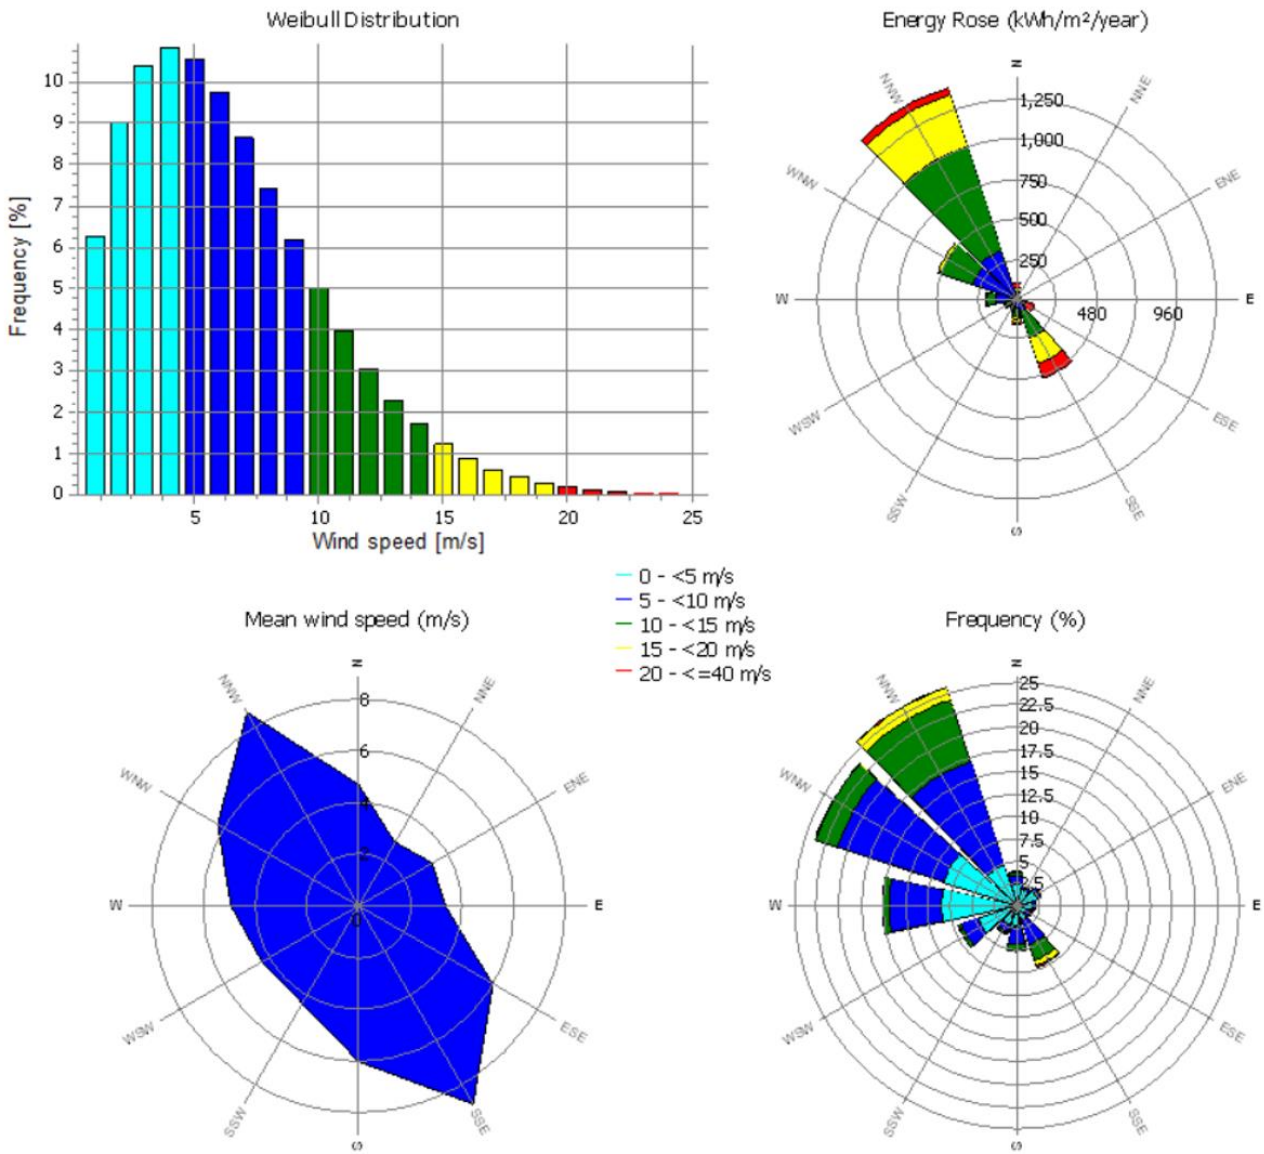 Weibull Distribution
Frequency [%]
10
9
8
7
6
5
4
3
2
1
0
5
10
15
20
25
Wind speed [m/s]
Energy Rose (kWh/m²/year)
N
NNE
ENE
E
ESE
SSE
S
SSW
WSW
W
WNW
NNW
1,250
1,000
750
500
250
480
960
0 - <5 m/s
5 - <10 m/s
10 - <15 m/s
15 - <20 m/s
20 - <=40 m/s
Mean wind speed (m/s)
N
NNE
ENE
E
ESE
SSE
S
SSW
WSW
W
WNW
NNW
8
6
4
2
0
Frequency (%)
N
NNE
ENE
E
ESE
SSE
S
SSW
WSW
W
WNW
NNW
25
22.5
20
17.5
15
12.5
10
7.5
5
2.5